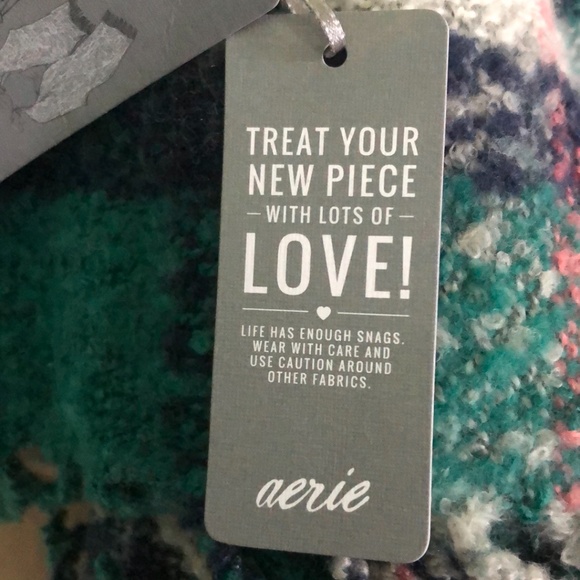 TREAT YOUR
NEW PIECE
- WITH LOTS OF -
LOVE!
LIFE HAS ENOUGH SNAGS.
WEAR WITH CARE AND
USE CAUTION AROUND
OTHER FABRICS.
aerie